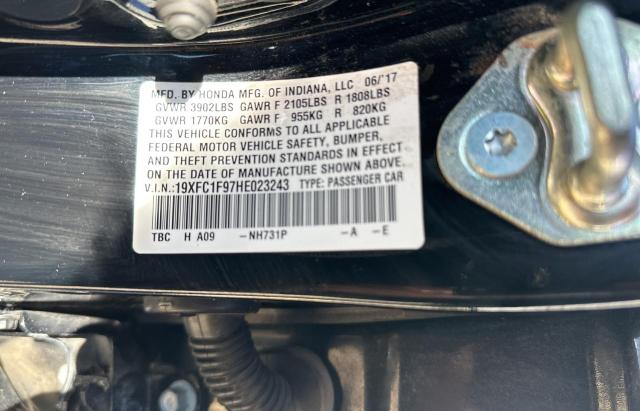 MFD. BY HONDA MFG. OF INDIANA, LLC 06/'17
GVWR 3902LBS GAWR F 2105LBS R 1808LBS
GVWR 1770KG GAWR F 955KG R 820KG
THIS VEHICLE CONFORMS TO ALL APPLICABLE
FEDERAL MOTOR VEHICLE SAFETY, BUMPER,
AND THEFT PREVENTION STANDARDS IN EFFECT
ON THE DATE OF MANUFACTURE SHOWN ABOVE.
V.I.N.:19XFC1F97HE023243 TYPE: PASSENGER CAR
TBC H A09 -NH731P -A -E